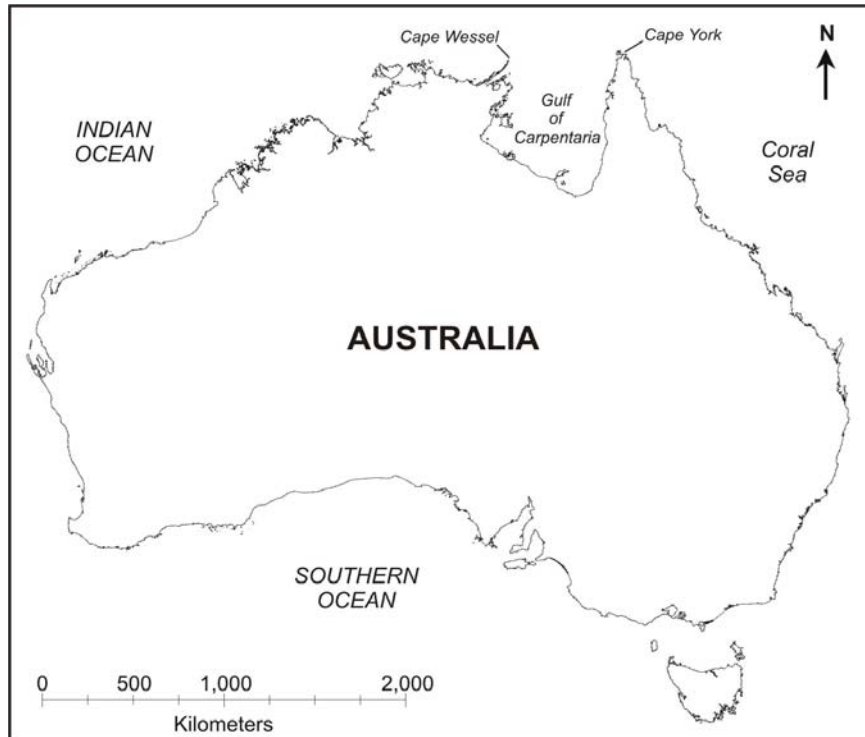 Cape Wessel
Cape York
N
Gulf
of
Carpentaria
INDIAN
OCEAN
Coral
Sea
AUSTRALIA
SOUTHERN
OCEAN
0 500 1,000 2,000
Kilometers